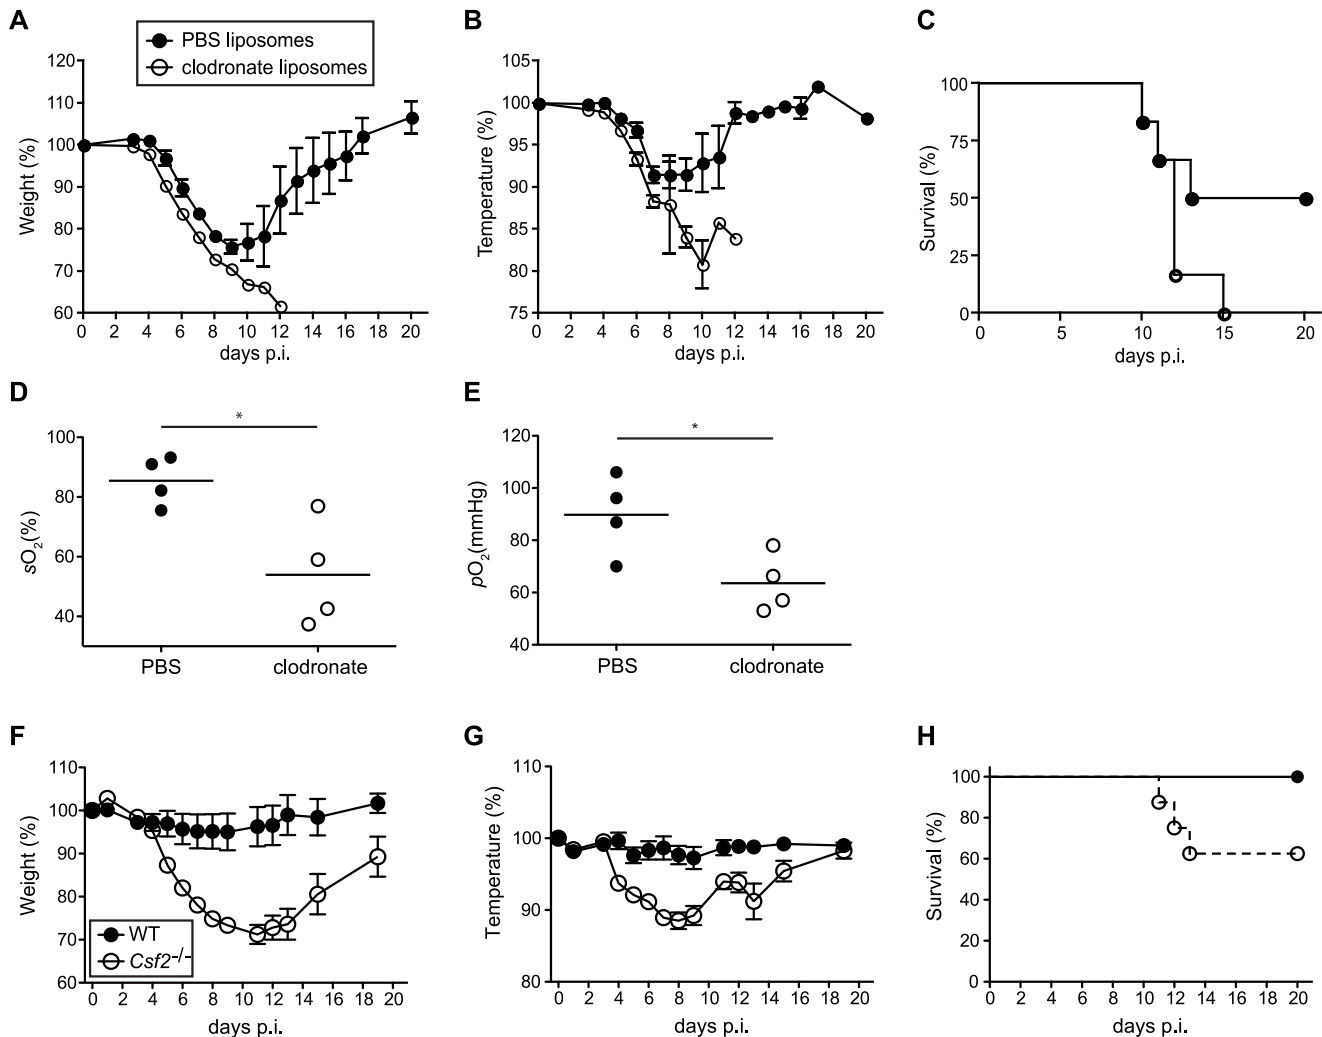 A
PBS liposomes
clodronate liposomes
Weight (%)
120
110
100
90
80
70
60
0 2 4 6 8 10 12 14 16 18 20
days p.i.
B
Temperature (%)
105
100
95
90
85
80
75
0 2 4 6 8 10 12 14 16 18 20
days p.i.
C
Survival (%)
100
75
50
25
0
0 5 10 15 20
days p.i.
D
*
sO2(%)
100
80
60
40
PBS clodronate
E
*
pO2(mmHg)
120
100
80
60
40
PBS clodronate
F
Weight (%)
110
100
90
80
70
60
WT
Csf2-/-
0 2 4 6 8 10 12 14 16 18 20
days p.i.
G
Temperature (%)
110
100
90
80
0 2 4 6 8 10 12 14 16 18 20
days p.i.
H
Survival (%)
100
80
60
40
20
0
0 2 4 6 8 10 12 14 16 18 20
days p.i.